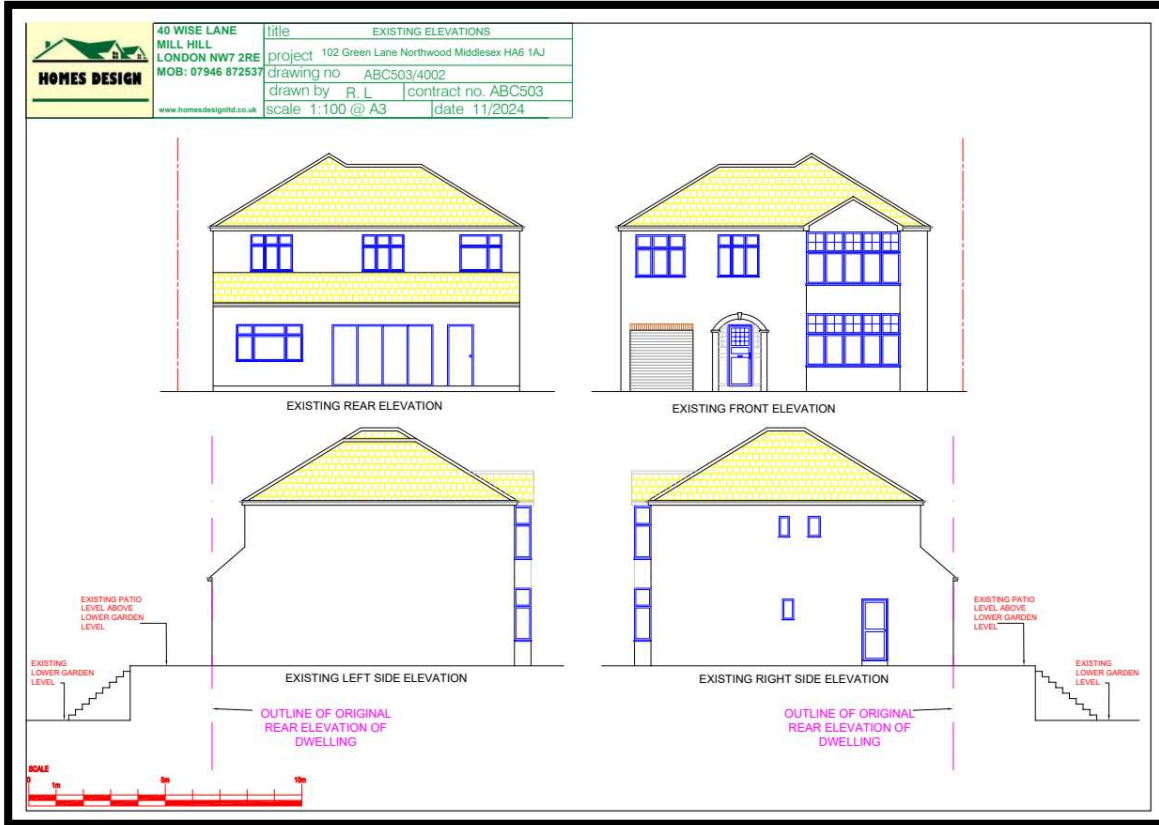 HOMES DESIGN
40 WISE LANE
MILL HILL
LONDON NW7 2RE
MOB: 07946 872537
www.homesdesignltd.co.uk
title EXISTING ELEVATIONS
project 102 Green Lane Northwood Middlesex HA6 1AJ
drawing no ABC503/4002
drawn by R. L contract no. ABC503
scale 1:100 @ A3 date 11/2024
EXISTING REAR ELEVATION
EXISTING FRONT ELEVATION
EXISTING PATIO
LEVEL ABOVE
LOWER GARDEN
LEVEL
EXISTING
LOWER GARDEN
LEVEL
EXISTING LEFT SIDE ELEVATION
OUTLINE OF ORIGINAL
REAR ELEVATION OF
DWELLING
EXISTING RIGHT SIDE ELEVATION
OUTLINE OF ORIGINAL
REAR ELEVATION OF
DWELLING
EXISTING PATIO
LEVEL ABOVE
LOWER GARDEN
LEVEL
EXISTING
LOWER GARDEN
LEVEL
SCALE
0 1m 5m 10m